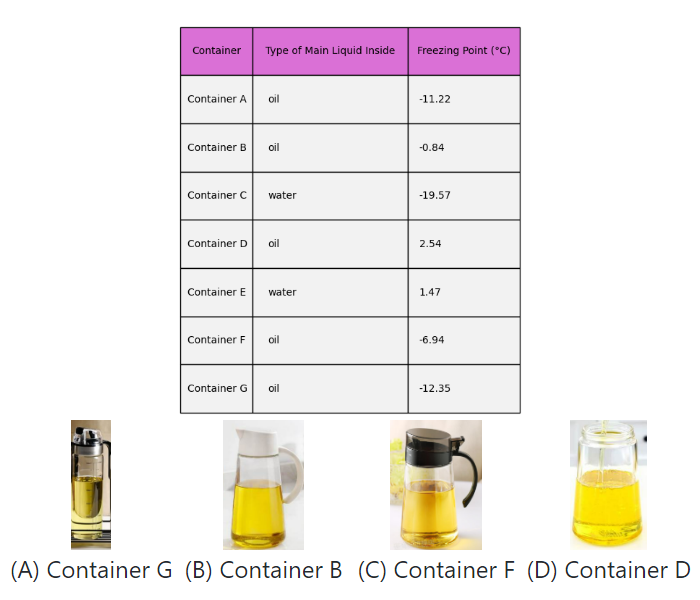 Container Type of Main Liquid Inside Freezing Point (°C)
Container A oil -11.22
Container B oil -0.84
Container C water -19.57
Container D oil 2.54
Container E water 1.47
Container F oil -6.94
Container G oil -12.35
(A) Container G (B) Container B (C) Container F (D) Container D